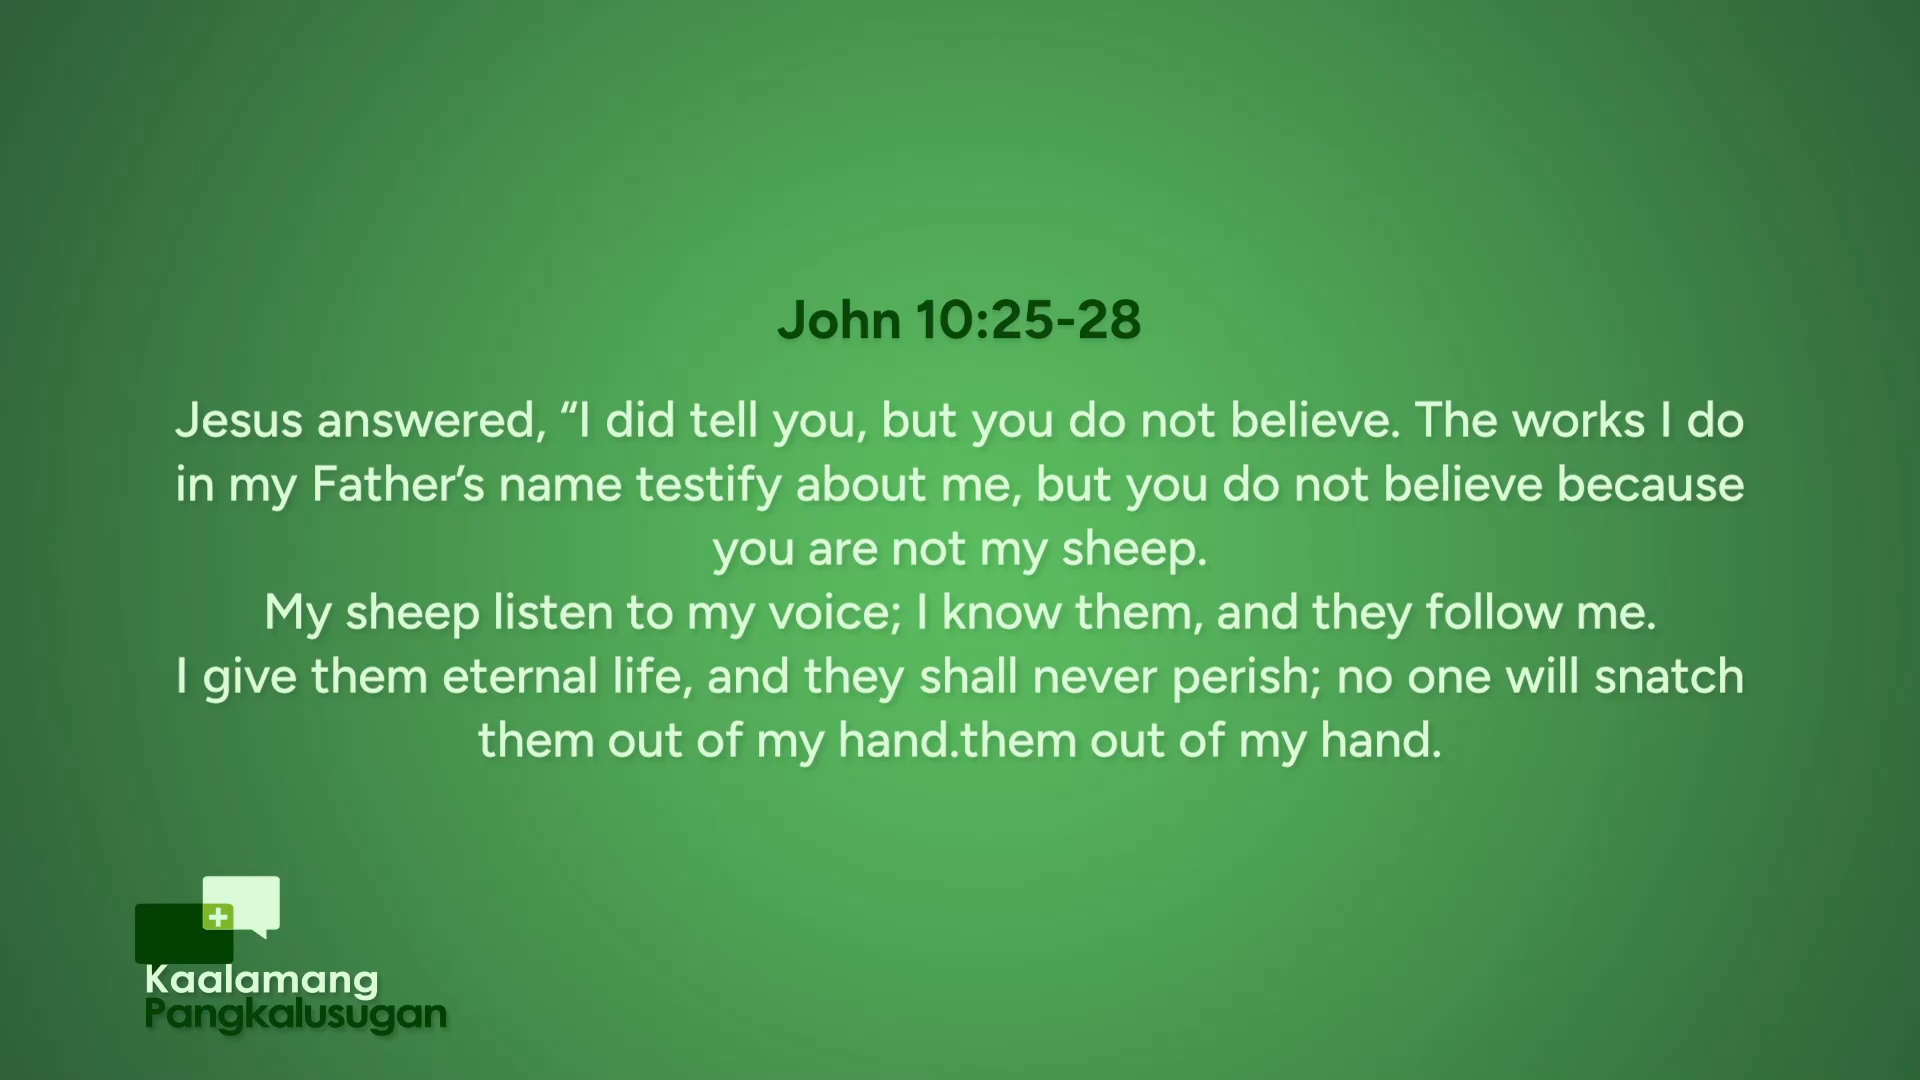 John 10:25-28
Jesus answered, “I did tell you, but you do not believe. The works I do
in my Father’s name testify about me, but you do not believe because
you are not my sheep.
My sheep listen to my voice; I know them, and they follow me.
I give them eternal life, and they shall never perish; no one will snatch
them out of my hand.them out of my hand.
Kaalamang
Pangkalusugan